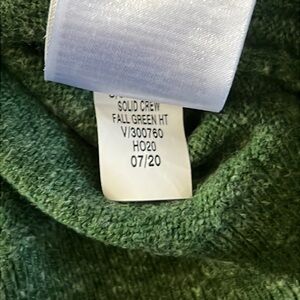 SOLID CREW
FALL GREEN HT
V/300760
HO20
07/20